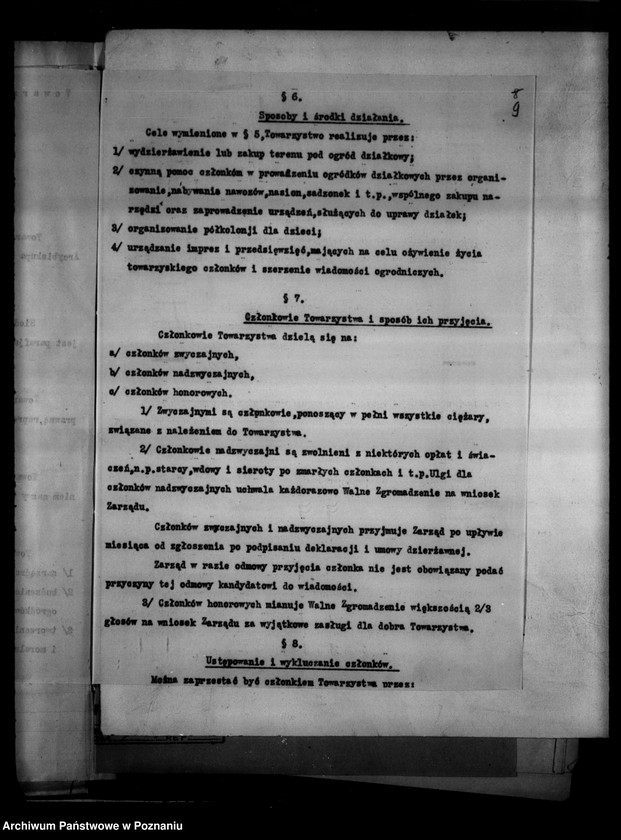 8
9
§ 6.
Sposoby i środki działania.
Cele wymienione w § 5,Towarzystwo realizuje przez:
1/ wydzierżawienie lub zakup terenu pod ogród działkowy;
2/ czynną pomoc członkóm w prowadzeniu ogródków działkowych przez organi-
zowanie,nabywanie nawozów,nasion,sadzonek i t.p.,wspólnego zakupu na-
rzędzi oraz zaprowadzenie urządzeń,służących do uprawy działek;
3/ organizowanie półkolonji dla dzieci;
4/ urządzanie imprez i przedsięwzięć,mających na celu ożywienie życia
towarzyskiego członków i szerzenie wiadomości ogrodniczych.
§ 7.
Członkowie Towarzystwa i sposób ich przyjęcia.
Członkowie Towarzystwa dzielą się na:
a/ członków zwyczajnych,
b/ członków nadzwyczajnych,
c/ członków honorowych.
1/ Zwyczajnymi są członkowie,ponoszący w pełni wszystkie ciężary,
związane z należeniem do Towarzystwa.
2/ Członkowie nadzwyczajni są zwolnieni z niektórych opłat i świa-
czeń,n.p.starcy,wdowy i sieroty po zmarłych członkach i t.p.Ulgi dla
członków nadzwyczajnych uchwala każdorazowo Walne Zgromadzenie na wniosek
Zarządu.
Członków zwyczajnych i nadzwyczajnych przyjmuje Zarząd po upływie
miesiąca od zgłoszenia po podpisaniu deklaracji i umowy dzierżawnej.
Zarząd w razie odmowy przyjęcia członka nie jest obowiązany podać
przyczyny tej odmowy kandydatowi do wiadomości.
3/ Członków honorowych mianuje Walne Zgromadzenie większością 2/3
głosów na wniosek Zarządu za wyjątkowe zasługi dla dobra Towarzystwa.
§ 8.
Ustępowanie i wykluczanie członków.
Można zaprzestać być członkiem Towarzystwa przez:
Archiwum Państwowe w Poznaniu